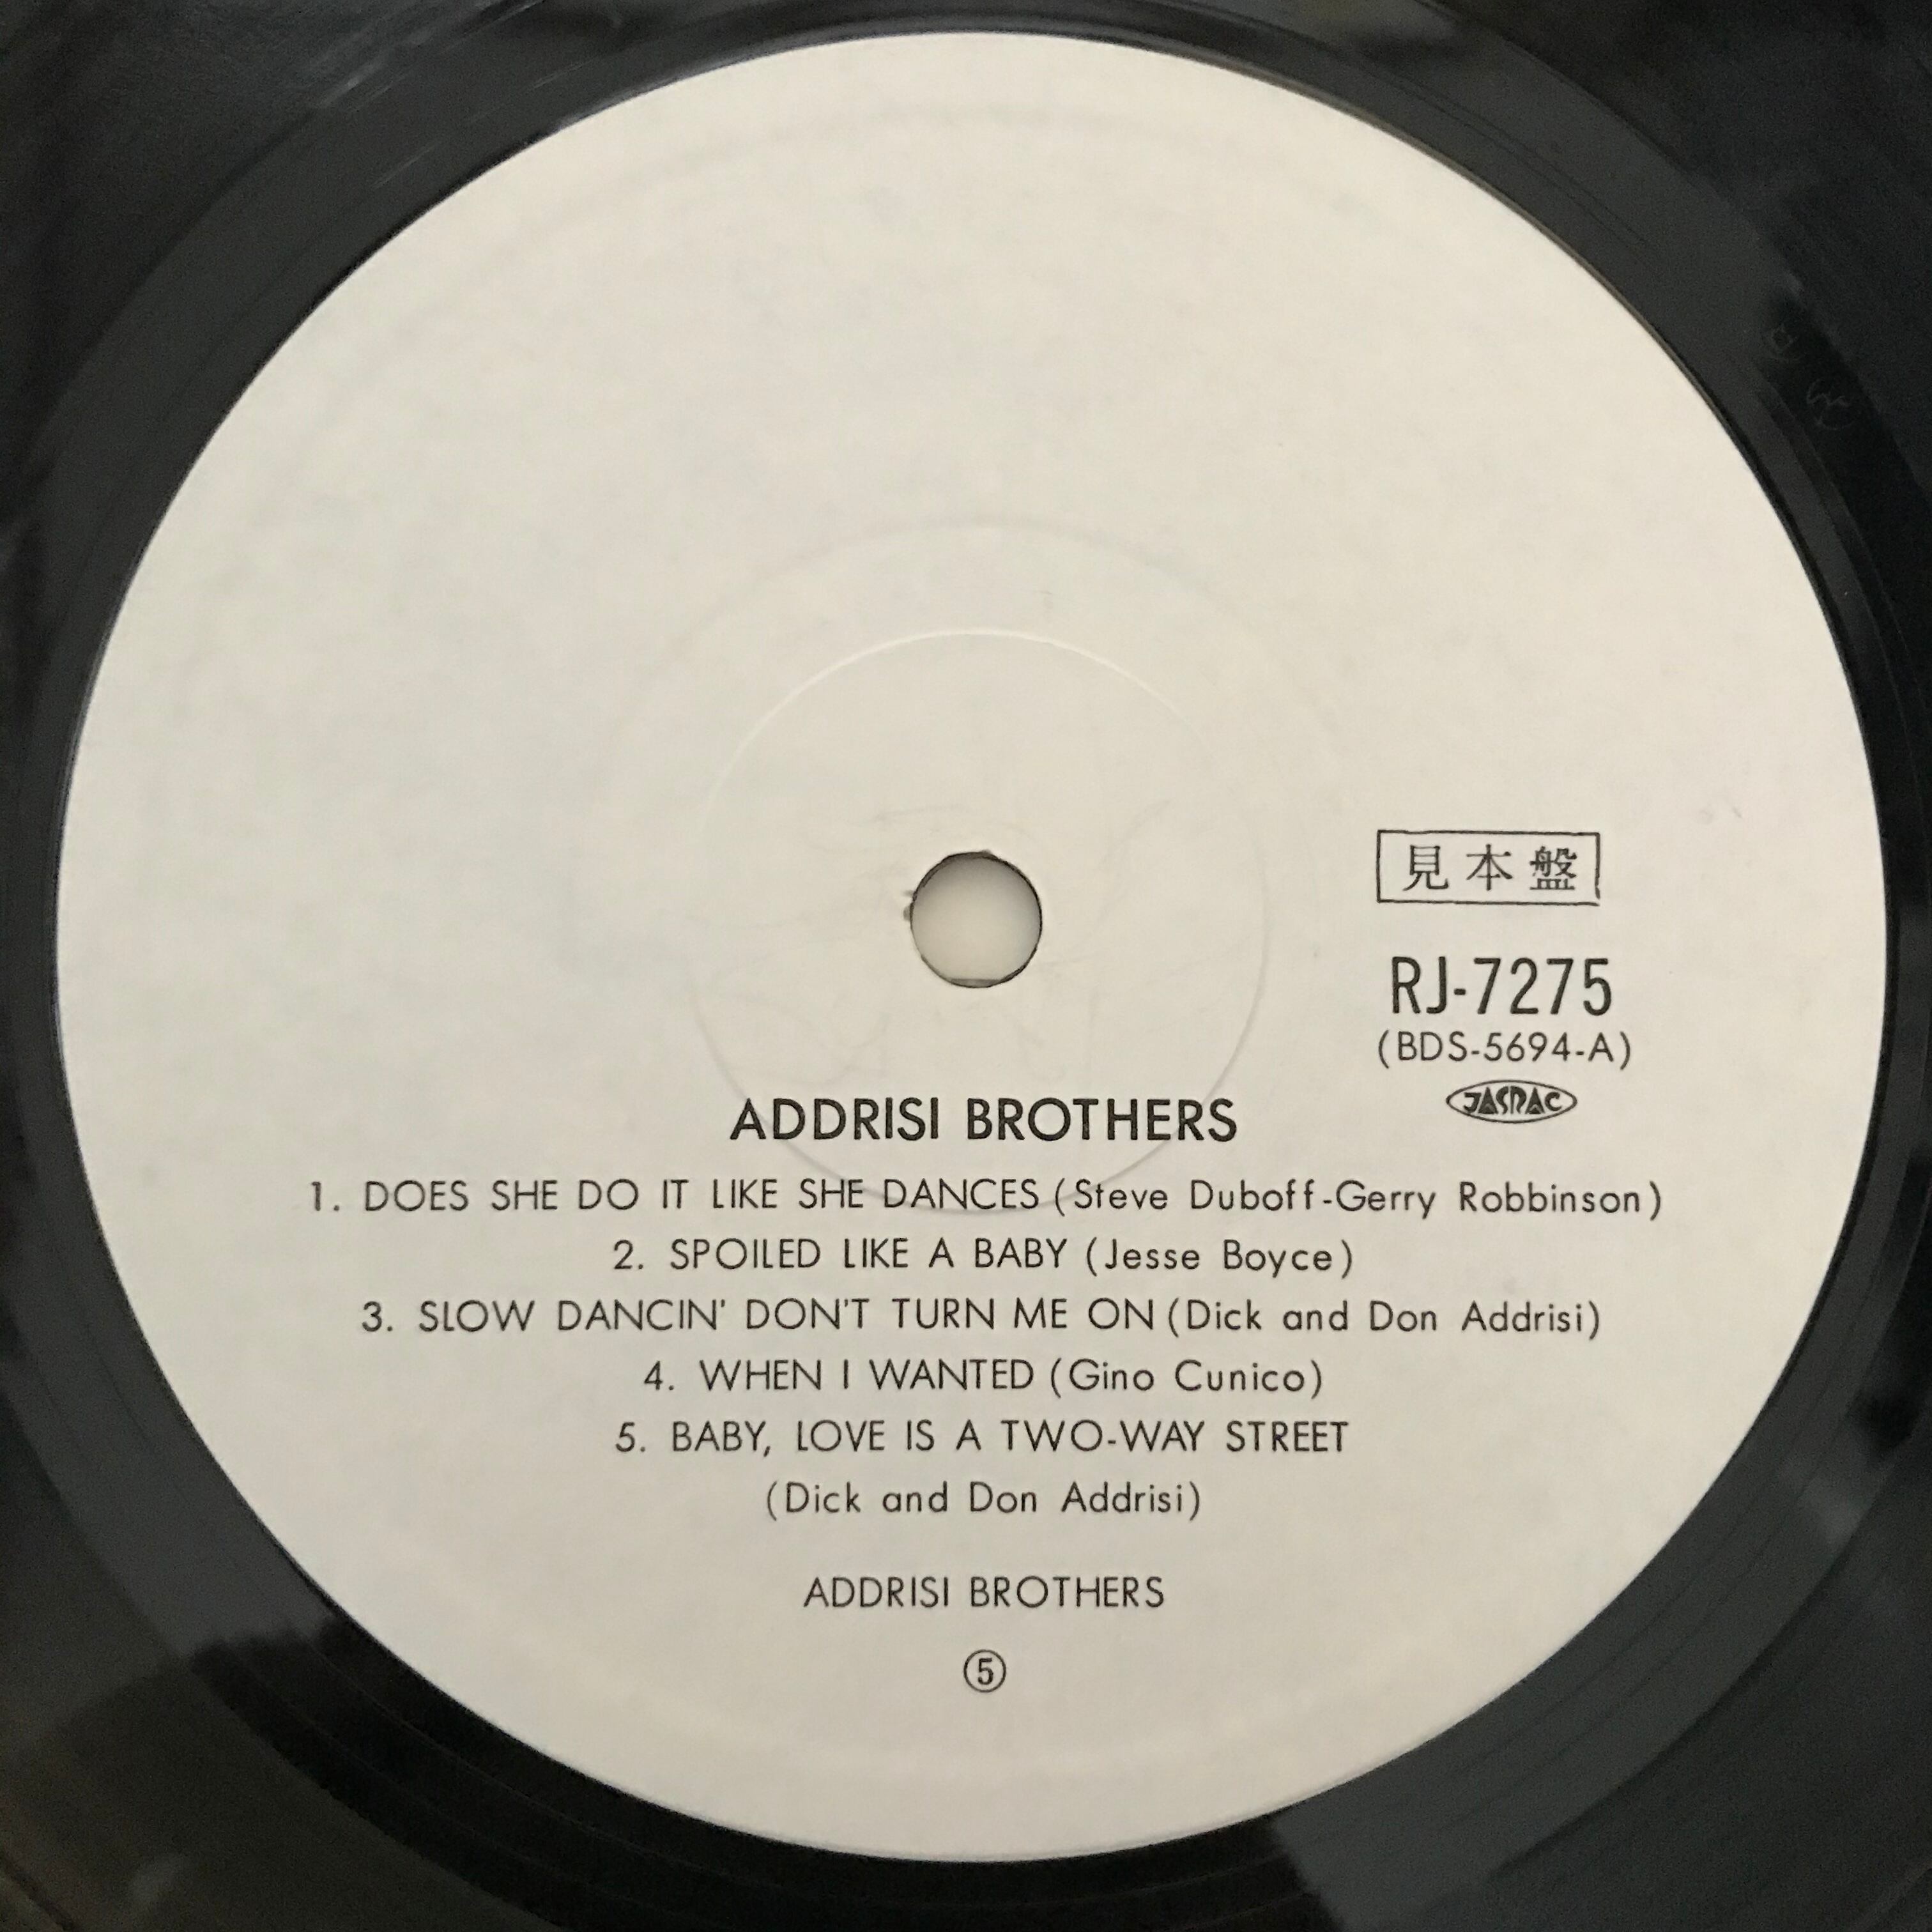 見本盤
RJ-7275
(BDS-5694-A)
JASRAC
ADDRISI BROTHERS
1. DOES SHE DO IT LIKE SHE DANCES (Steve Duboff-Gerry Robbinson)
2. SPOILED LIKE A BABY (Jesse Boyce)
3. SLOW DANCIN' DON'T TURN ME ON (Dick and Don Addrisi)
4. WHEN I WANTED (Gino Cunico)
5. BABY, LOVE IS A TWO-WAY STREET
(Dick and Don Addrisi)
ADDRISI BROTHERS
⑤